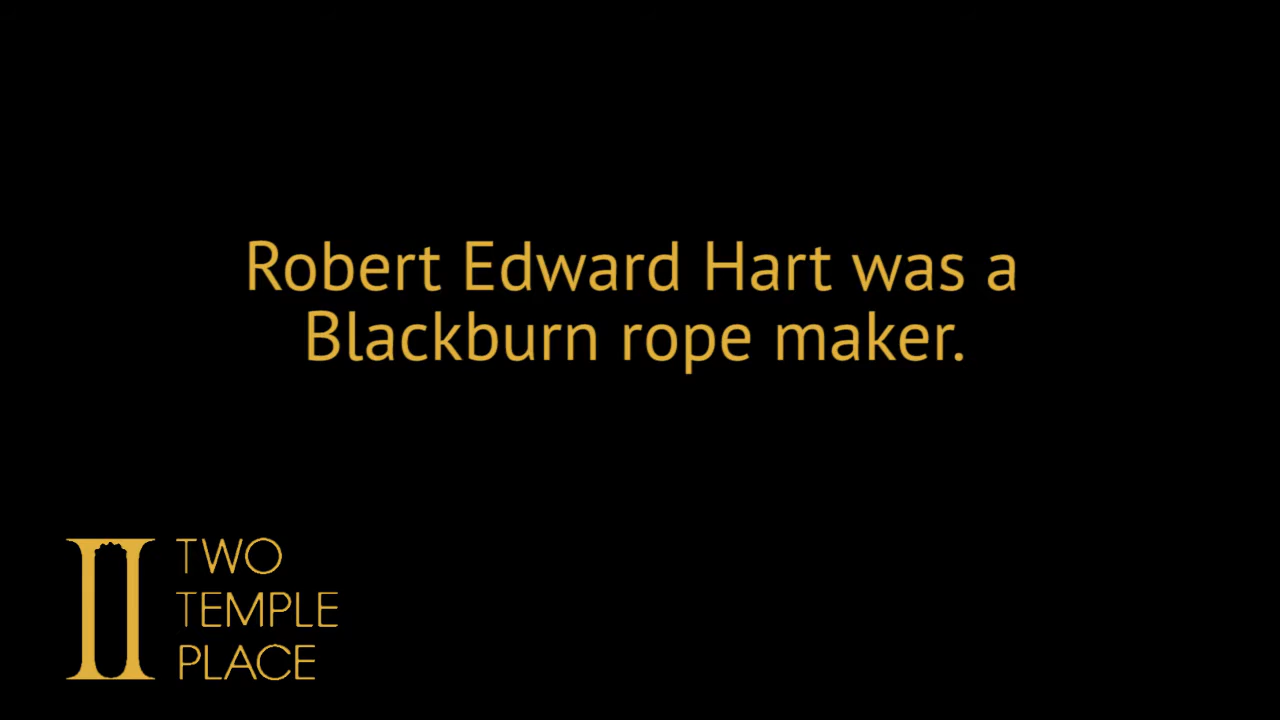 Robert Edward Hart was a
Blackburn rope maker.
TWO
TEMPLE
PLACE